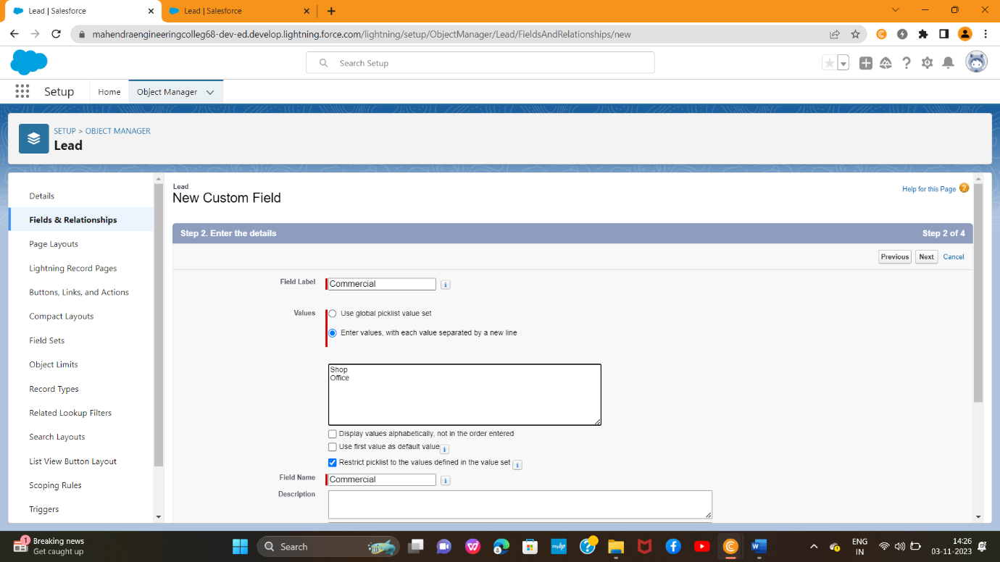 Lead | Salesforce
Lead | Salesforce
mahendraengineeringcolleg68-dev-ed.develop.lightning.force.com/lightning/setup/ObjectManager/Lead/FieldsAndRelationships/new
Search Setup
Setup
Home
Object Manager
SETUP > OBJECT MANAGER
Lead
Details
Fields & Relationships
Page Layouts
Lightning Record Pages
Buttons, Links, and Actions
Compact Layouts
Field Sets
Object Limits
Record Types
Related Lookup Filters
Search Layouts
List View Button Layout
Scoping Rules
Triggers
Lead
New Custom Field
Help for this Page ?
Step 2. Enter the details
Step 2 of 4
Previous
Next
Cancel
Field Label
Commercial
i
Values
Use global picklist value set
Enter values, with each value separated by a new line
Shop
Office
Display values alphabetically, not in the order entered
Use first value as default value
i
Restrict picklist to the values defined in the value set
i
Field Name
Commercial
i
Description
1
Breaking news
Get caught up
Search
myhp
ENG
IN
14:26
03-11-2023